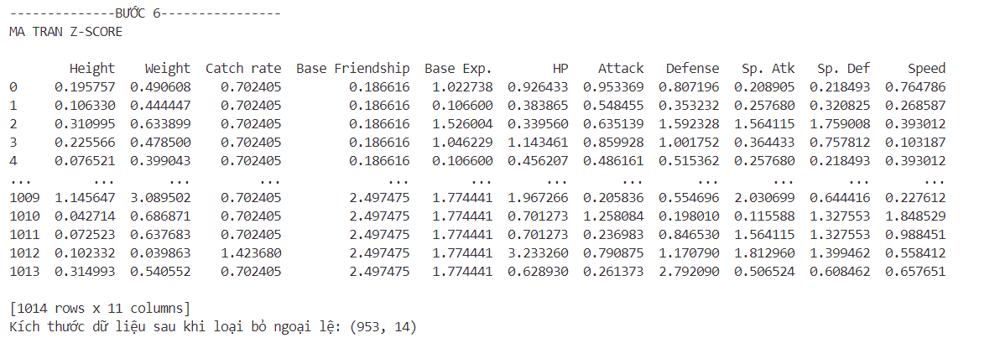 --------------BƯỚC 6----------------
MA TRAN Z-SCORE
Height Weight Catch rate Base Friendship Base Exp. HP Attack Defense Sp. Atk Sp. Def Speed
0 0.195757 0.490608 0.702405 0.186616 1.022738 0.926433 0.953369 0.807196 0.208905 0.218493 0.764786
1 0.106330 0.444447 0.702405 0.186616 0.106600 0.383865 0.548455 0.353232 0.257680 0.320825 0.268587
2 0.310995 0.633899 0.702405 0.186616 1.526004 0.339560 0.635139 1.592328 1.564115 1.759008 0.393012
3 0.225566 0.478500 0.702405 0.186616 1.046229 1.143461 0.859928 1.001752 0.364433 0.757812 0.103187
4 0.076521 0.399043 0.702405 0.186616 0.106600 0.456207 0.486161 0.515362 0.257680 0.218493 0.393012
... ... ... ... ... ... ... ... ... ... ... ...
1009 1.145647 3.089502 0.702405 2.497475 1.774441 1.967266 0.205836 0.554696 2.030699 0.644416 0.227612
1010 0.042714 0.686871 0.702405 2.497475 1.774441 0.701273 1.258084 0.198010 0.115588 1.327553 1.848529
1011 0.072523 0.637683 0.702405 2.497475 1.774441 0.701273 0.236983 0.846530 1.564115 1.327553 0.988451
1012 0.102332 0.039863 1.423680 2.497475 1.774441 3.233260 0.790875 1.170790 1.812960 1.399462 0.558412
1013 0.314993 0.540552 0.702405 2.497475 1.774441 0.628930 0.261373 2.792090 0.506524 0.608462 0.657651
[1014 rows x 11 columns]
Kích thước dữ liệu sau khi loại bỏ ngoại lệ: (953, 14)